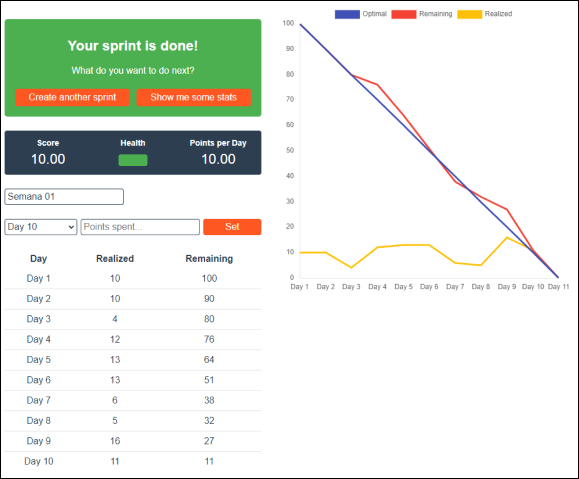 Your sprint is done!
What do you want to do next?
Create another sprint Show me some stats
Score Health Points per Day
10.00 10.00
Semana 01
Day 10 Points spent... Set
Day Realized Remaining
Day 1 10 100
Day 2 10 90
Day 3 4 80
Day 4 12 76
Day 5 13 64
Day 6 13 51
Day 7 6 38
Day 8 5 32
Day 9 16 27
Day 10 11 11
Optimal Remaining Realized
100
90
80
70
60
50
40
30
20
10
0
Day 1 Day 2 Day 3 Day 4 Day 5 Day 6 Day 7 Day 8 Day 9 Day 10 Day 11